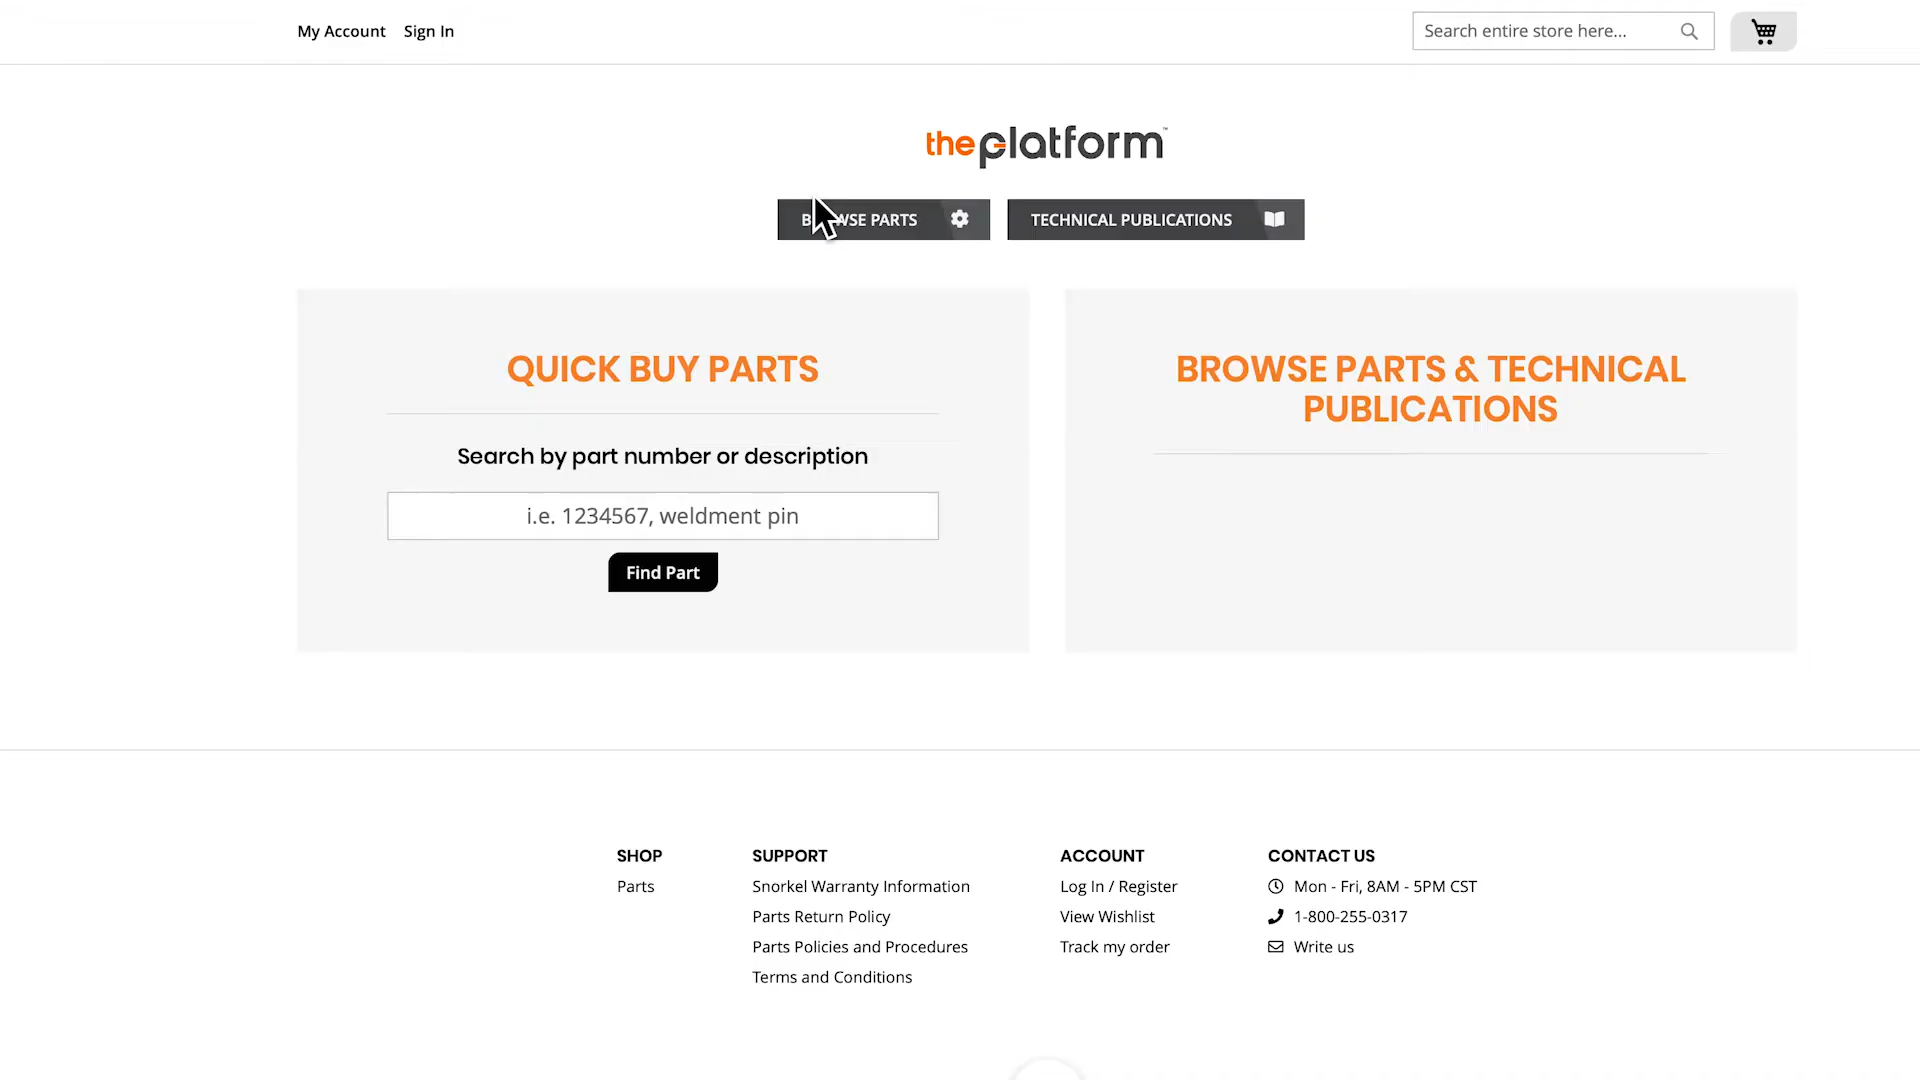 My Account Sign In
Search entire store here...
theplatform™
BROWSE PARTS
TECHNICAL PUBLICATIONS
QUICK BUY PARTS
Search by part number or description
i.e. 1234567, weldment pin
Find Part
BROWSE PARTS & TECHNICAL
PUBLICATIONS
SHOP
Parts
SUPPORT
Snorkel Warranty Information
Parts Return Policy
Parts Policies and Procedures
Terms and Conditions
ACCOUNT
Log In / Register
View Wishlist
Track my order
CONTACT US
Mon - Fri, 8AM - 5PM CST
1-800-255-0317
Write us